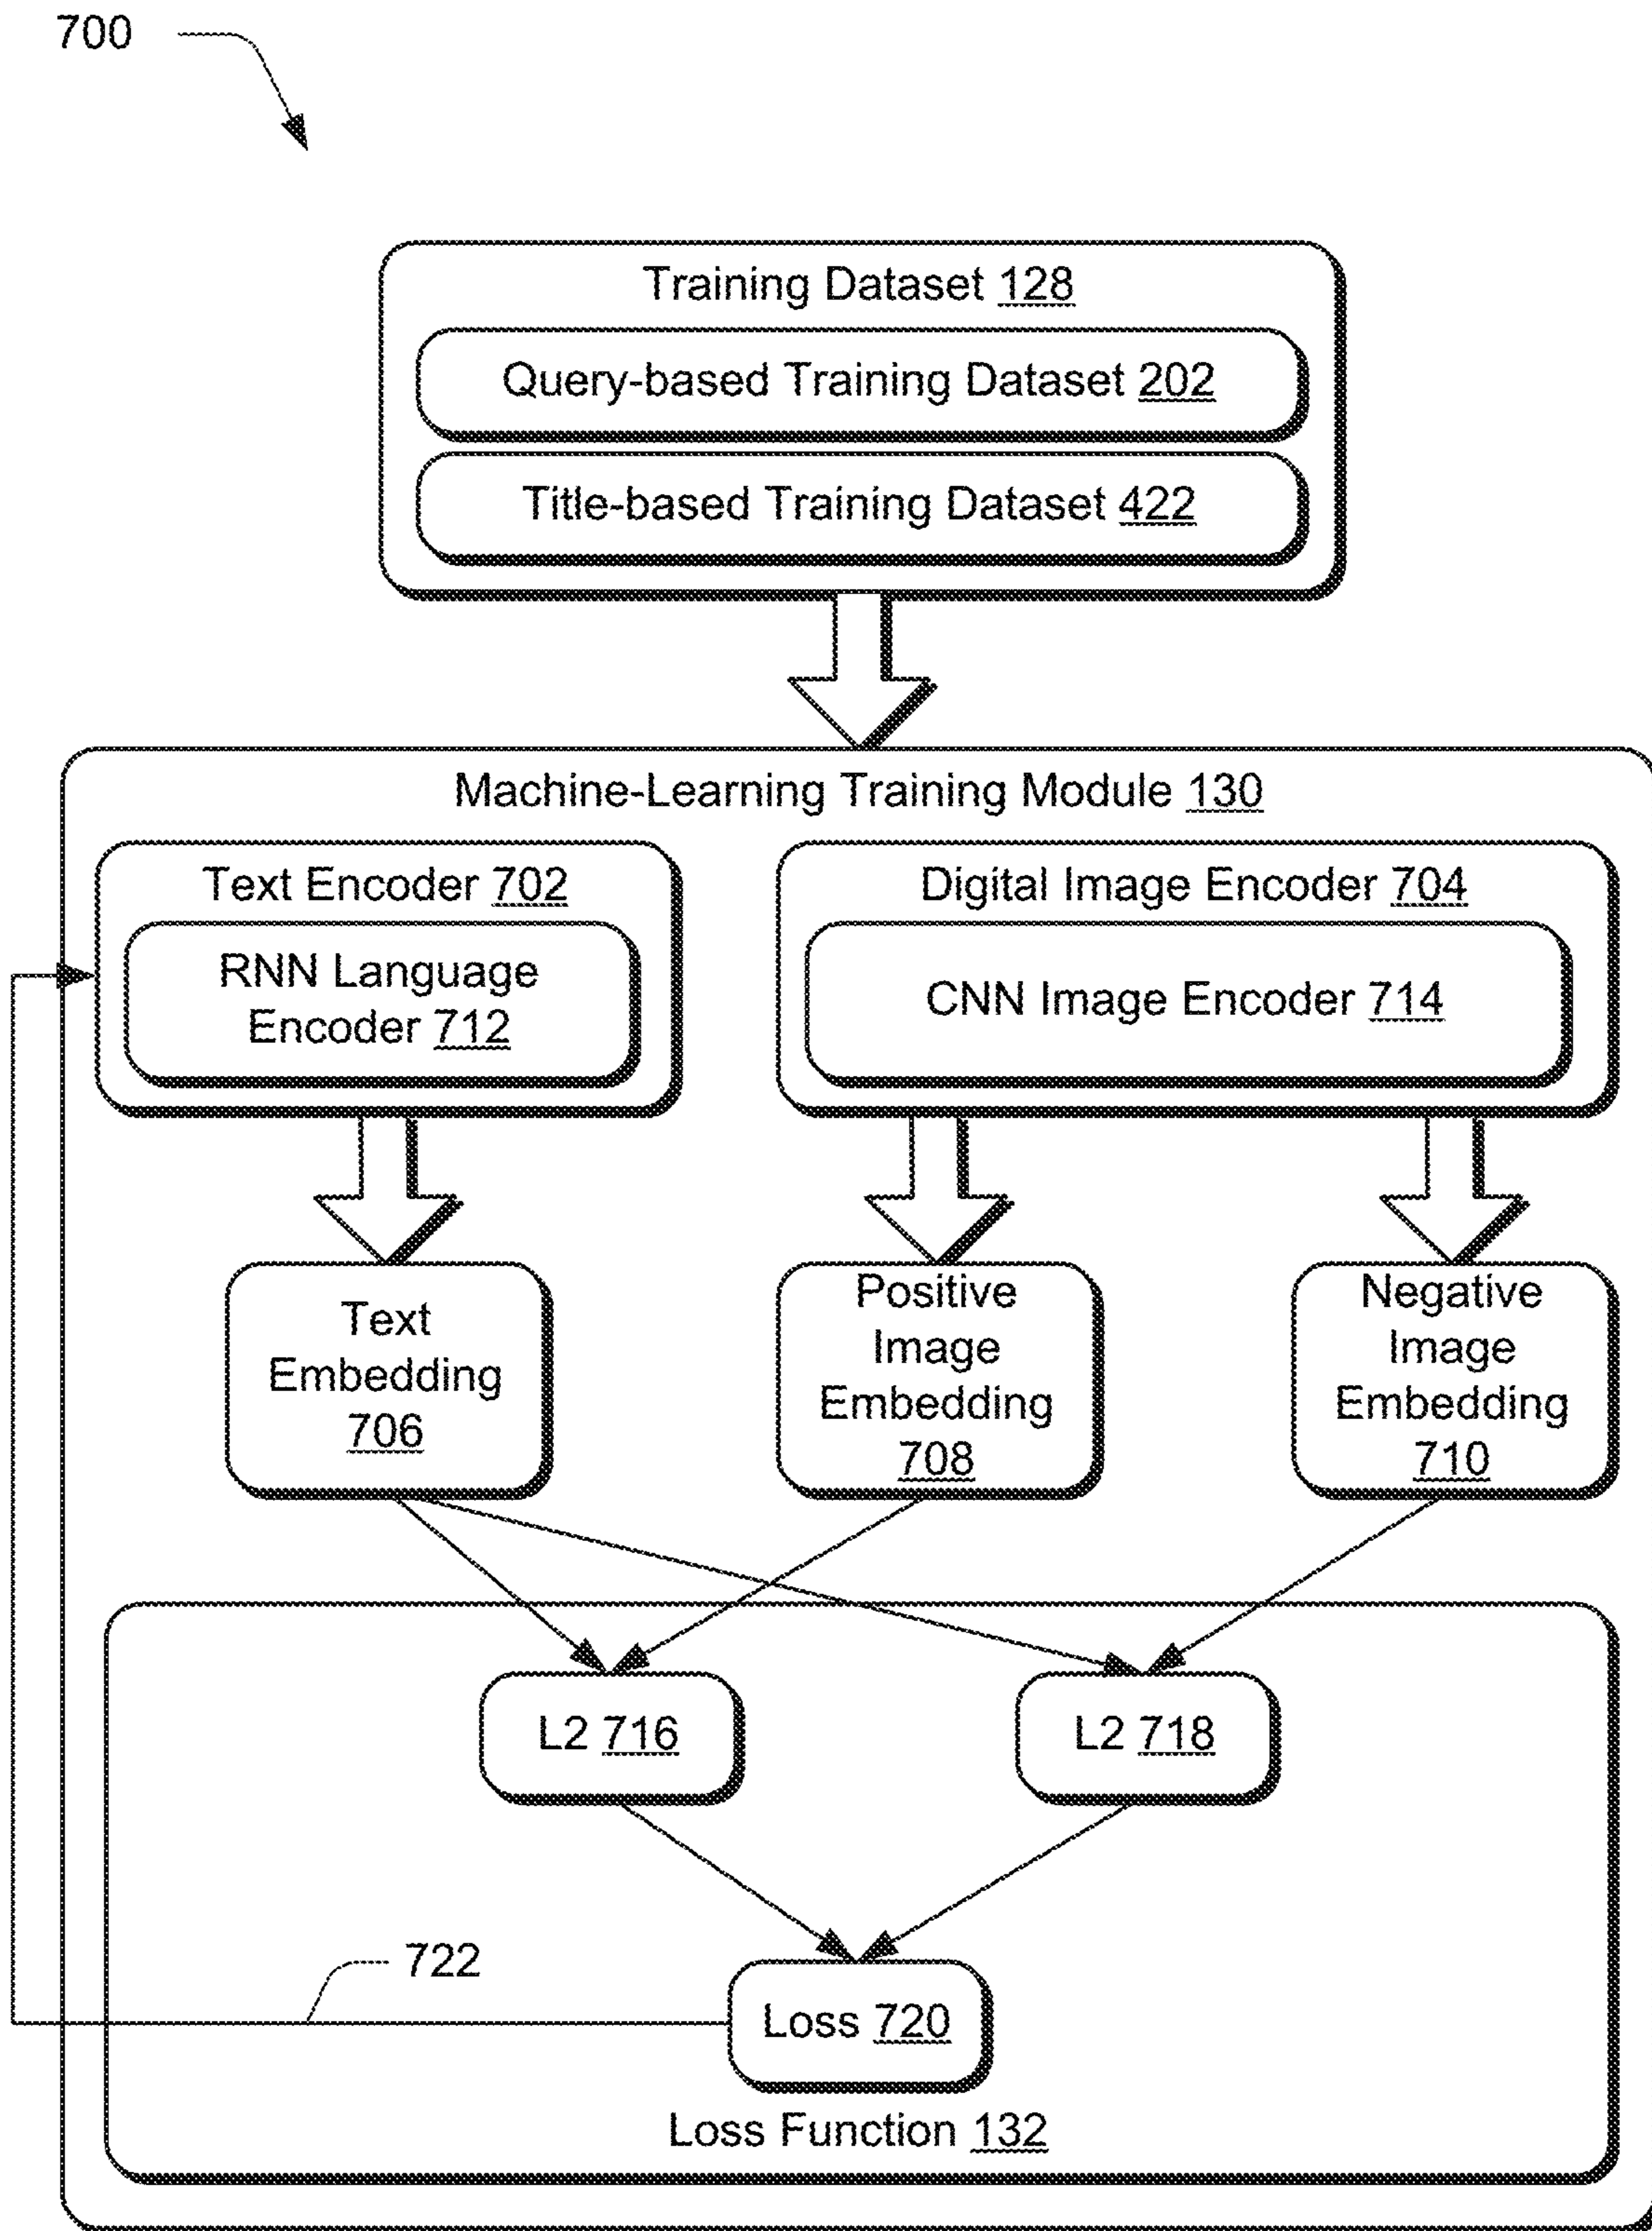 700
Training Dataset 128
Query-based Training Dataset 202
Title-based Training Dataset 422
Machine-Learning Training Module 130
Text Encoder 702
RNN Language
Encoder 712
Digital Image Encoder 704
CNN Image Encoder 714
Text
Embedding
706
Positive
Image
Embedding
708
Negative
Image
Embedding
710
L2 716
L2 718
722
Loss 720
Loss Function 132